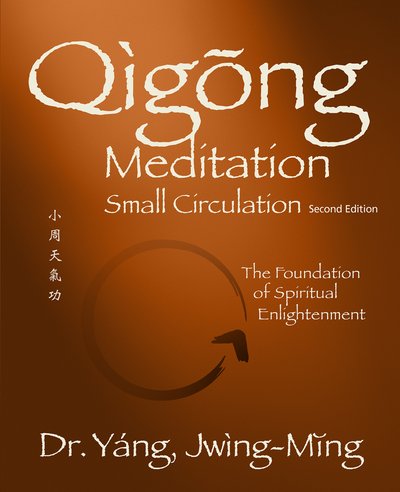 Qìgōng
Meditation
Small Circulation Second Edition
小周天氣功
The Foundation
of Spiritual
Enlightenment
Dr. Yáng, Jwìng-Mǐng